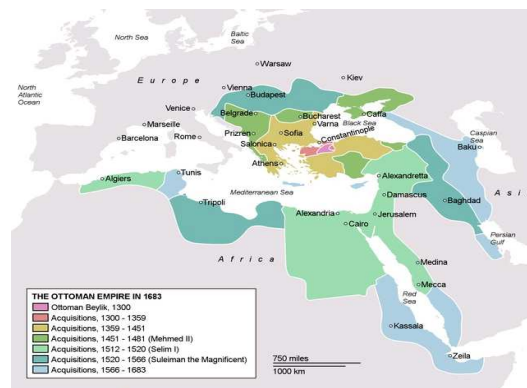 North Sea
Baltic
Sea
Warsaw
Kiev
North
Atlantic
Ocean
Europe
Vienna
Budapest
Venice
Belgrade
Bucharest
Caffa
Marseille
Varna
Black Sea
Caspian
Sea
Barcelona
Rome
Prizren
Sofia
Constantinople
Baku
Salonica
Athens
Algiers
Tunis
Alexandretta
Asi
Mediterranean Sea
Damascus
Baghdad
Tripoli
Alexandria
Jerusalem
Cairo
Persian
Gulf
Africa
Medina
Mecca
Red
Sea
Kassala
Zeila
THE OTTOMAN EMPIRE IN 1683
Ottoman Beylik, 1300
Acquisitions, 1300 - 1359
Acquisitions, 1359 - 1451
Acquisitions, 1451 - 1481 (Mehmed II)
Acquisitions, 1512 - 1520 (Selim I)
Acquisitions, 1520 - 1566 (Suleiman the Magnificent)
Acquisitions, 1566 - 1683
750 miles
1000 km